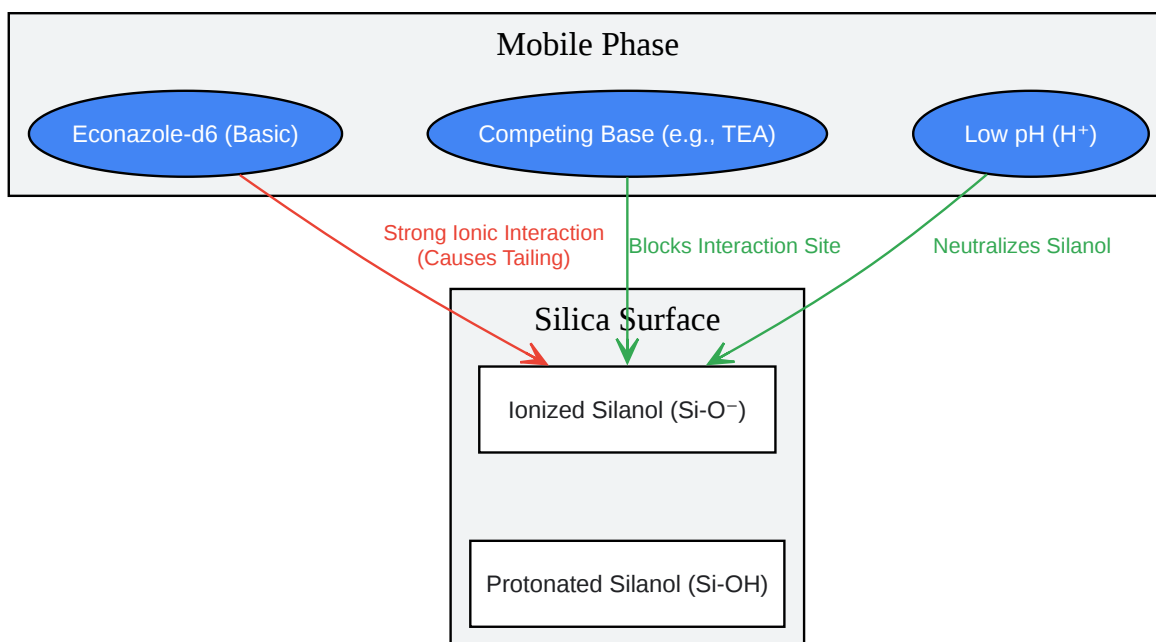 Mobile Phase
Econazole-d6 (Basic)
Competing Base (e.g., TEA)
Low pH (H⁺)
Strong Ionic Interaction
(Causes Tailing)
Blocks Interaction Site
Neutralizes Silanol
Silica Surface
Ionized Silanol (Si-O⁻)
Protonated Silanol (Si-OH)